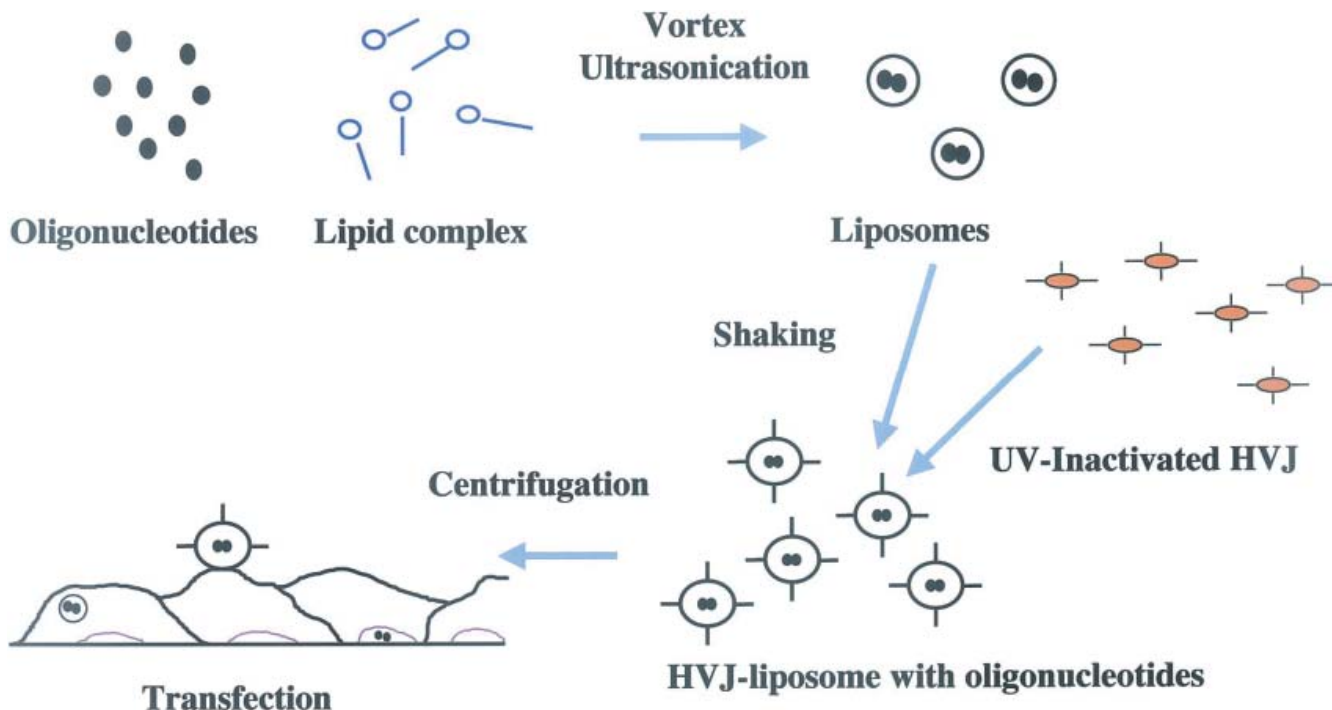 Vortex
Ultrasonication
Oligonucleotides
Lipid complex
Liposomes
Shaking
UV-Inactivated HVJ
Centrifugation
HVJ-liposome with oligonucleotides
Transfection